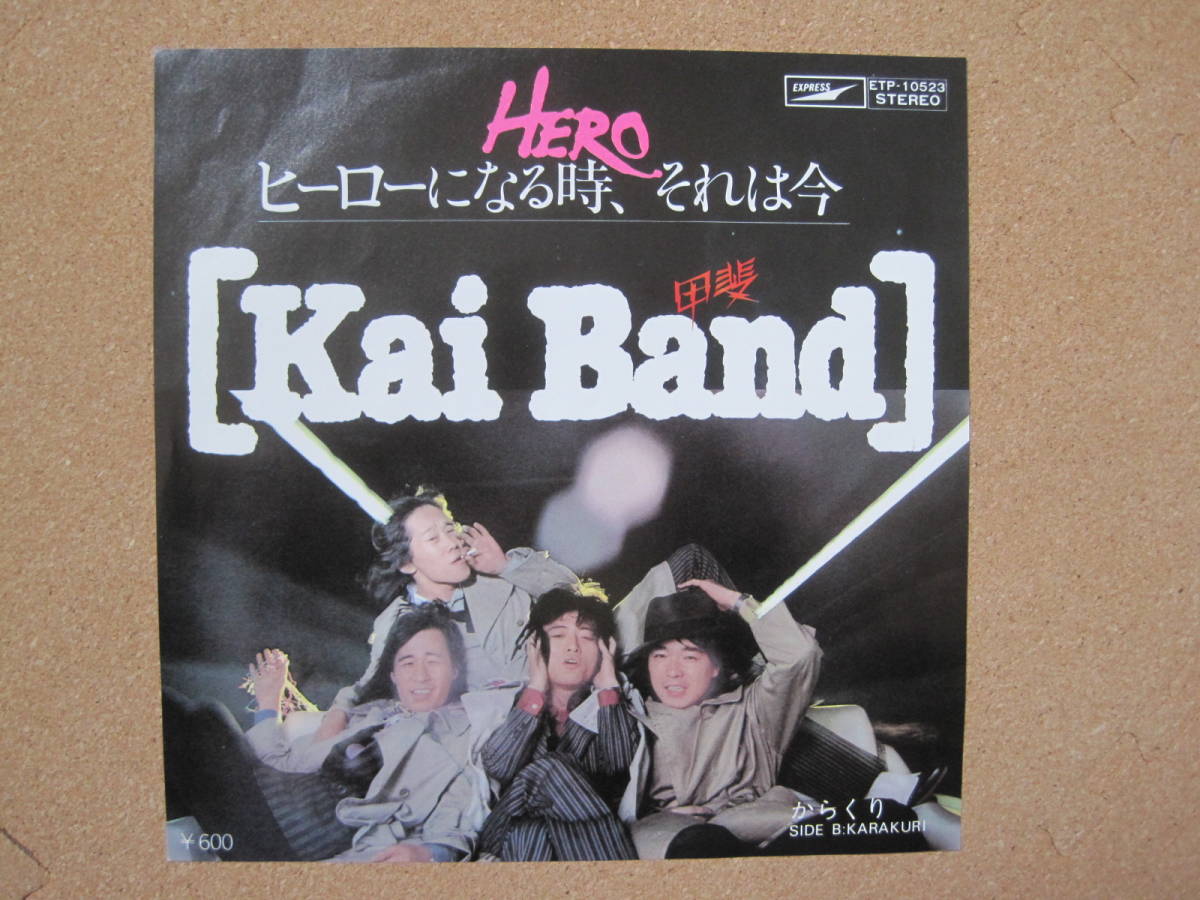 HERO
EXPRESS
ETP-10523
STEREO
ヒーローになる時、それは今
甲斐
[Kai Band]
からくり
SIDE B:KARAKURI
¥600